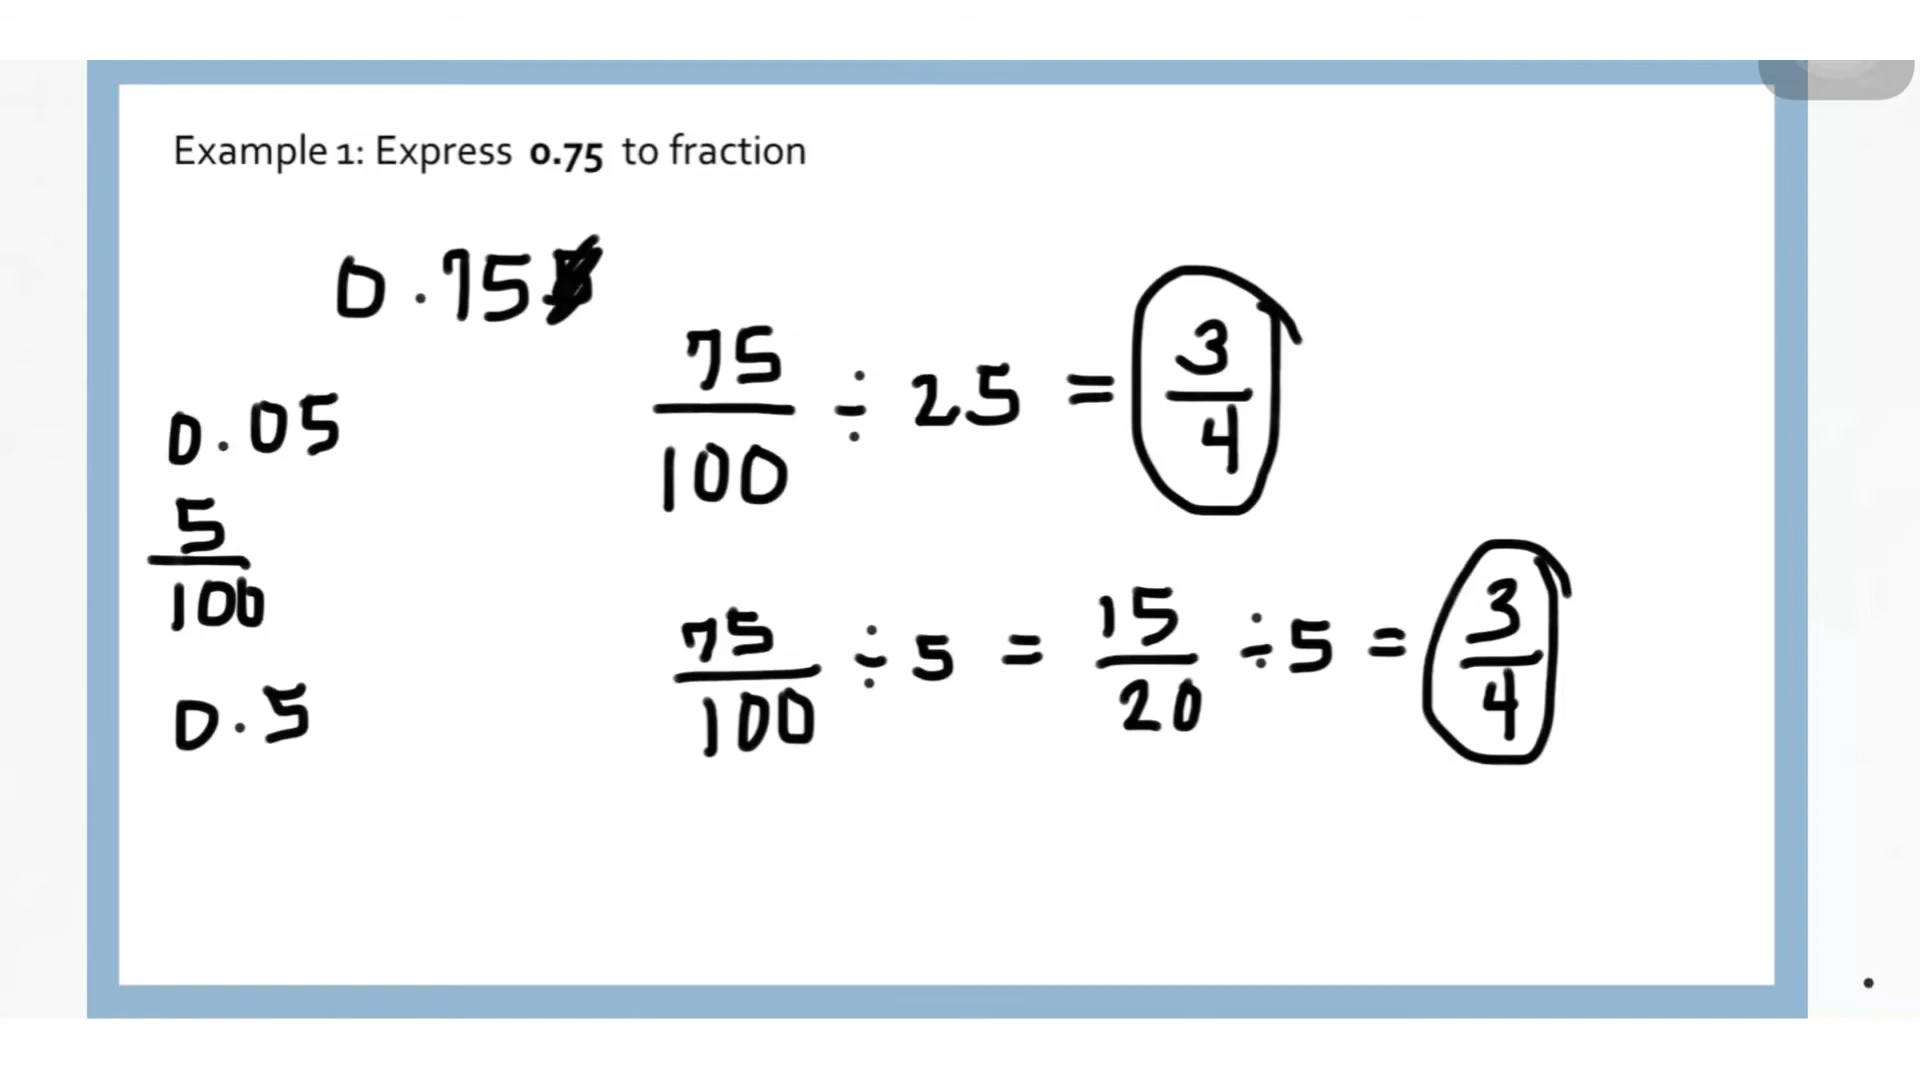 Example 1: Express 0.75 to fraction
0.75
75/100 ÷ 25 = 3/4
0.05
5/100
75/100 ÷ 5 = 15/20 ÷ 5 = 3/4
0.5